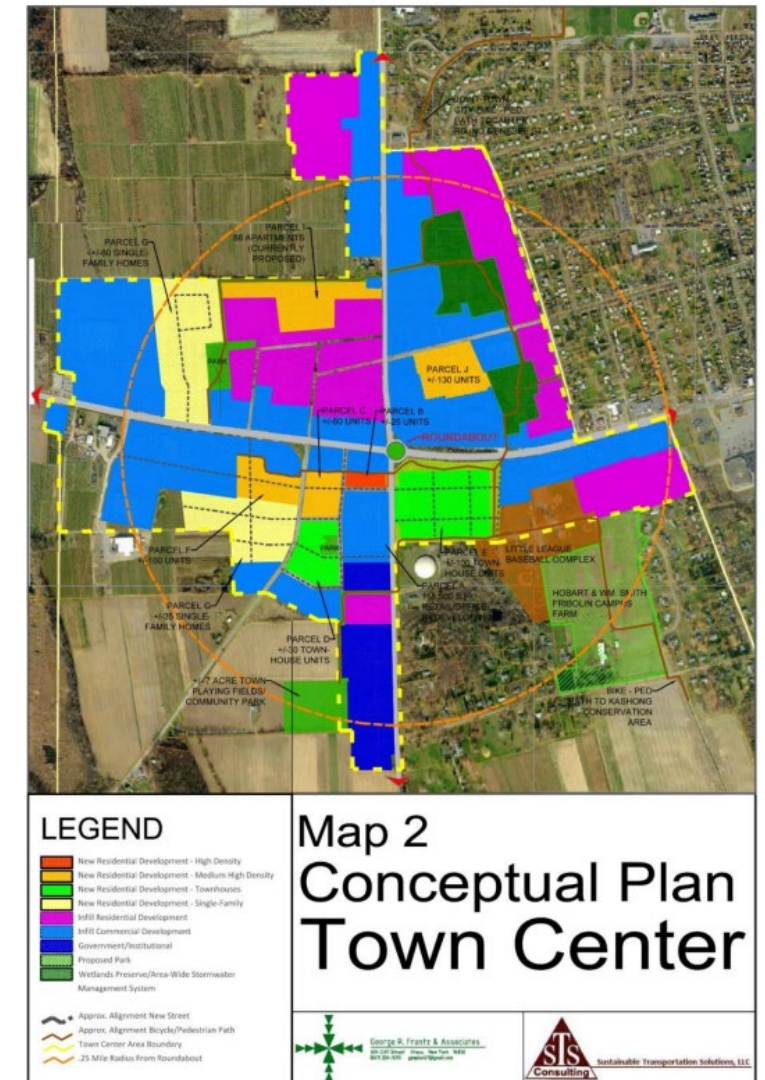 JOINT TOWN-
PARCEL G
+/-60 SINGLE-
FAMILY HOMES
PARCEL I
88 APARTMENTS
(CURRENTLY
PROPOSED)
PARK
PARCEL J
+/-130 UNITS
PARCEL C
+/-60 UNITS
PARCEL B
+/-25 UNITS
ROUNDABOUT
PARCEL F
+/-100 UNITS
PARK
PARCEL E
+/-100 TOWN-
HOUSE UNITS
LITTLE LEAGUE
BASEBALL COMPLEX
PARCEL G
+/-35 SINGLE-
FAMILY HOMES
HOBART & WM. SMITH
FRIBOLIN CAMPUS
FARM
PARCEL D
+/-30 TOWN-
HOUSE UNITS
+/-7 ACRE TOWN
PLAYING FIELDS/
COMMUNITY PARK
BIKE - PED
PATH TO KASHONG
CONSERVATION
AREA
LEGEND
New Residential Development - High Density
New Residential Development - Medium High Density
New Residential Development - Townhouses
New Residential Development - Single-Family
Infill Residential Development
Infill Commercial Development
Government/Institutional
Proposed Park
Wetlands Preserve/Area-Wide Stormwater
Management System
Approx. Alignment New Street
Approx. Alignment Bicycle/Pedestrian Path
Town Center Area Boundary
.25 Mile Radius From Roundabout
Map 2
Conceptual Plan
Town Center
George R. Frantz & Associates
STS
Consulting
Sustainable Transportation Solutions, LLC